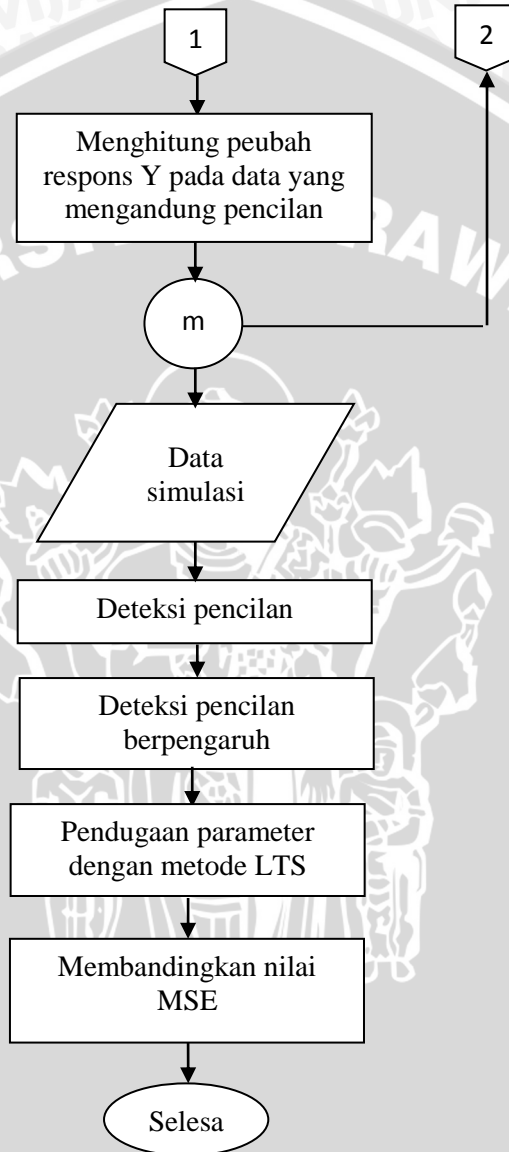 1
2
Menghitung peubah
respons Y pada data yang
mengandung pencilan
m
Data
simulasi
Deteksi pencilan
Deteksi pencilan
berpengaruh
Pendugaan parameter
dengan metode LTS
Membandingkan nilai
MSE
Selesa